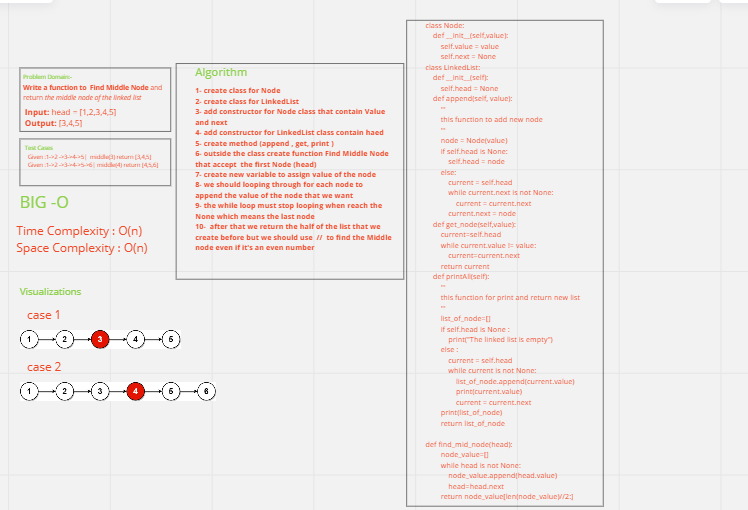 Problem Domain-
Write a function to  Find Middle Node and
return the middle node of the linked list
Input: head = [1,2,3,4,5]
Output: [3,4,5]
Test Cases
Given :1->2->3->4->5|  middle(3).return [3,4,5]
Given :1->2->3->4->5->6|  middle(4).return [4,5,6]
BIG -O
Time Complexity : O(n)
Space Complexity : O(n)
Visualizations
case 1
1 2 3 4 5
case 2
1 2 3 4 5 6
Algorithm
1- create class for Node
2- create class for LinkedList
3- add constructor for Node class that contain Value
and next
4- add constructor for LinkedList class contain haed
5- create method (append , get, print )
6- outside the class create function Find Middle Node
that accept  the first Node (head)
7- create new variable to assign value of the node
8- we should looping through for each node to
append the value of the node that we want
9- the while loop must stop looping when reach the
None which means the last node
10-  after that we return the half of the list that we
create before but we should use  //  to find the Middle
node even if it's an even number
class Node:
def __init__(self,value):
self.value = value
self.next = None
class LinkedList:
def __init__(self):
self.head = None
def append(self, value):
'''
this function to add new node
'''
node = Node(value)
if self.head is None:
self.head = node
else:
current = self.head
while current.next is not None:
current = current.next
current.next = node
def get_node(self,value):
current=self.head
while current.value != value:
current=current.next
return current
def printAll(self):
'''
this function for print and return new list
'''
list_of_node=[]
if self.head is None :
print("The linked list is empty")
else :
current = self.head
while current is not None:
list_of_node.append(current.value)
print(current.value)
current = current.next
print(list_of_node)
return list_of_node
def find_mid_node(head):
node_value=[]
while head is not None:
node_value.append(head.value)
head=head.next
return node_value[len(node_value)//2:]